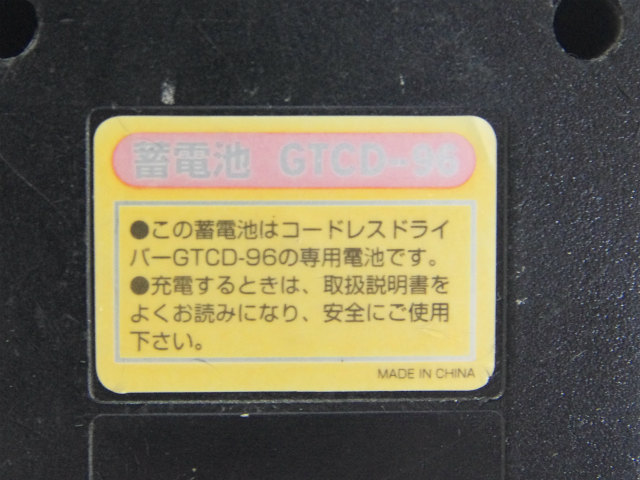 蓄電池 GTCD-96
●この蓄電池はコードレスドライ
バーGTCD-96の専用電池です。
●充電するときは、取扱説明書を
よくお読みになり、安全にご使用
下さい。
MADE IN CHINA